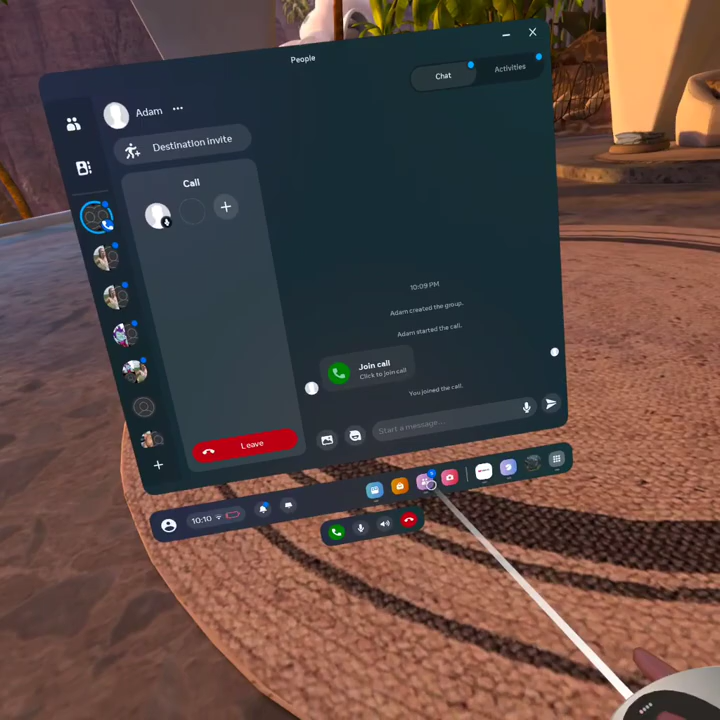 People
Chat
Activities
Adam
Destination invite
Call
10:09 PM
Adam created the group.
Adam started the call.
Join call
Click to join call
You joined the call.
Leave
Start a message...
10:10